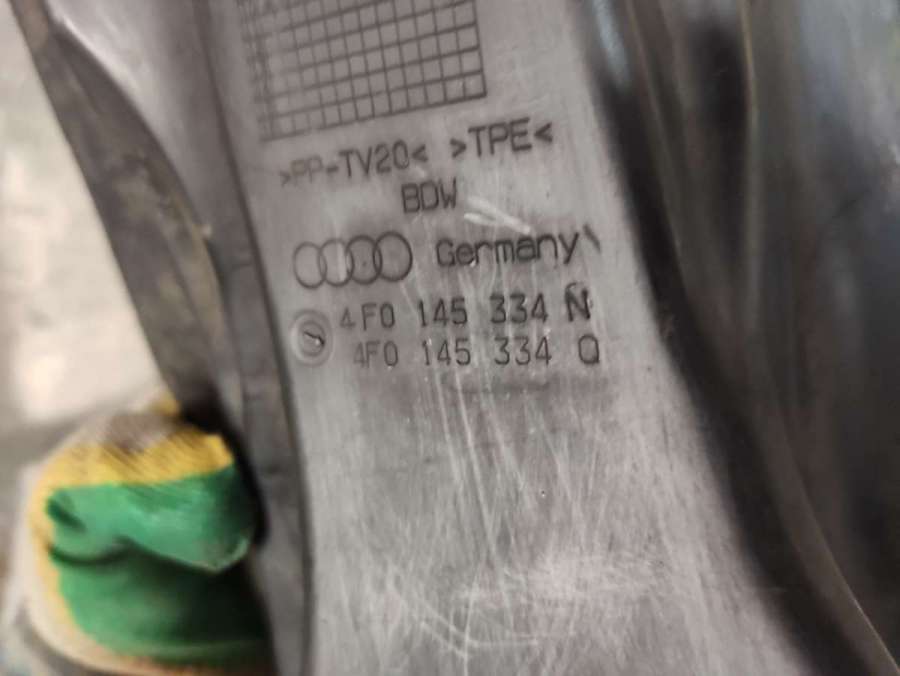 >PP-TV20< >TPE<
BDW
Germany
4F0 145 334 N
4F0 145 334 Q